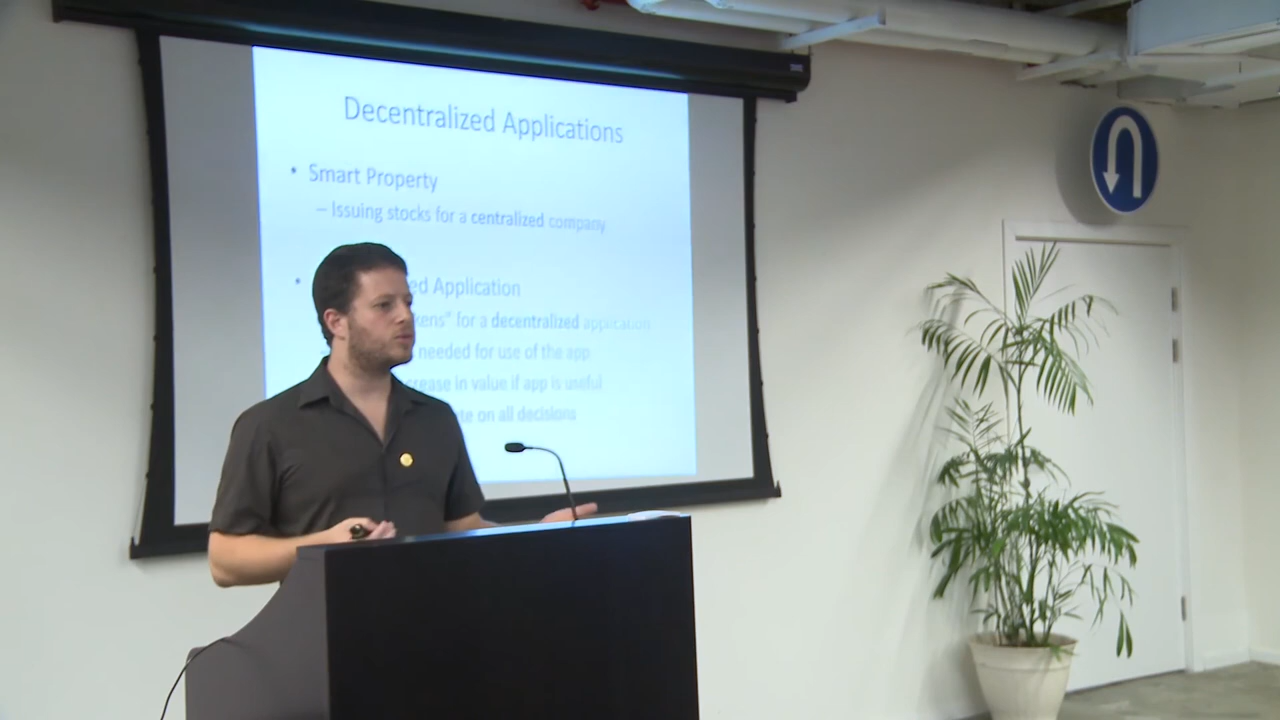 Decentralized Applications
• Smart Property
– Issuing stocks for a centralized company
• ed Application
kens" for a decentralized application
needed for use of the app
crease in value if app is useful
te on all decisions